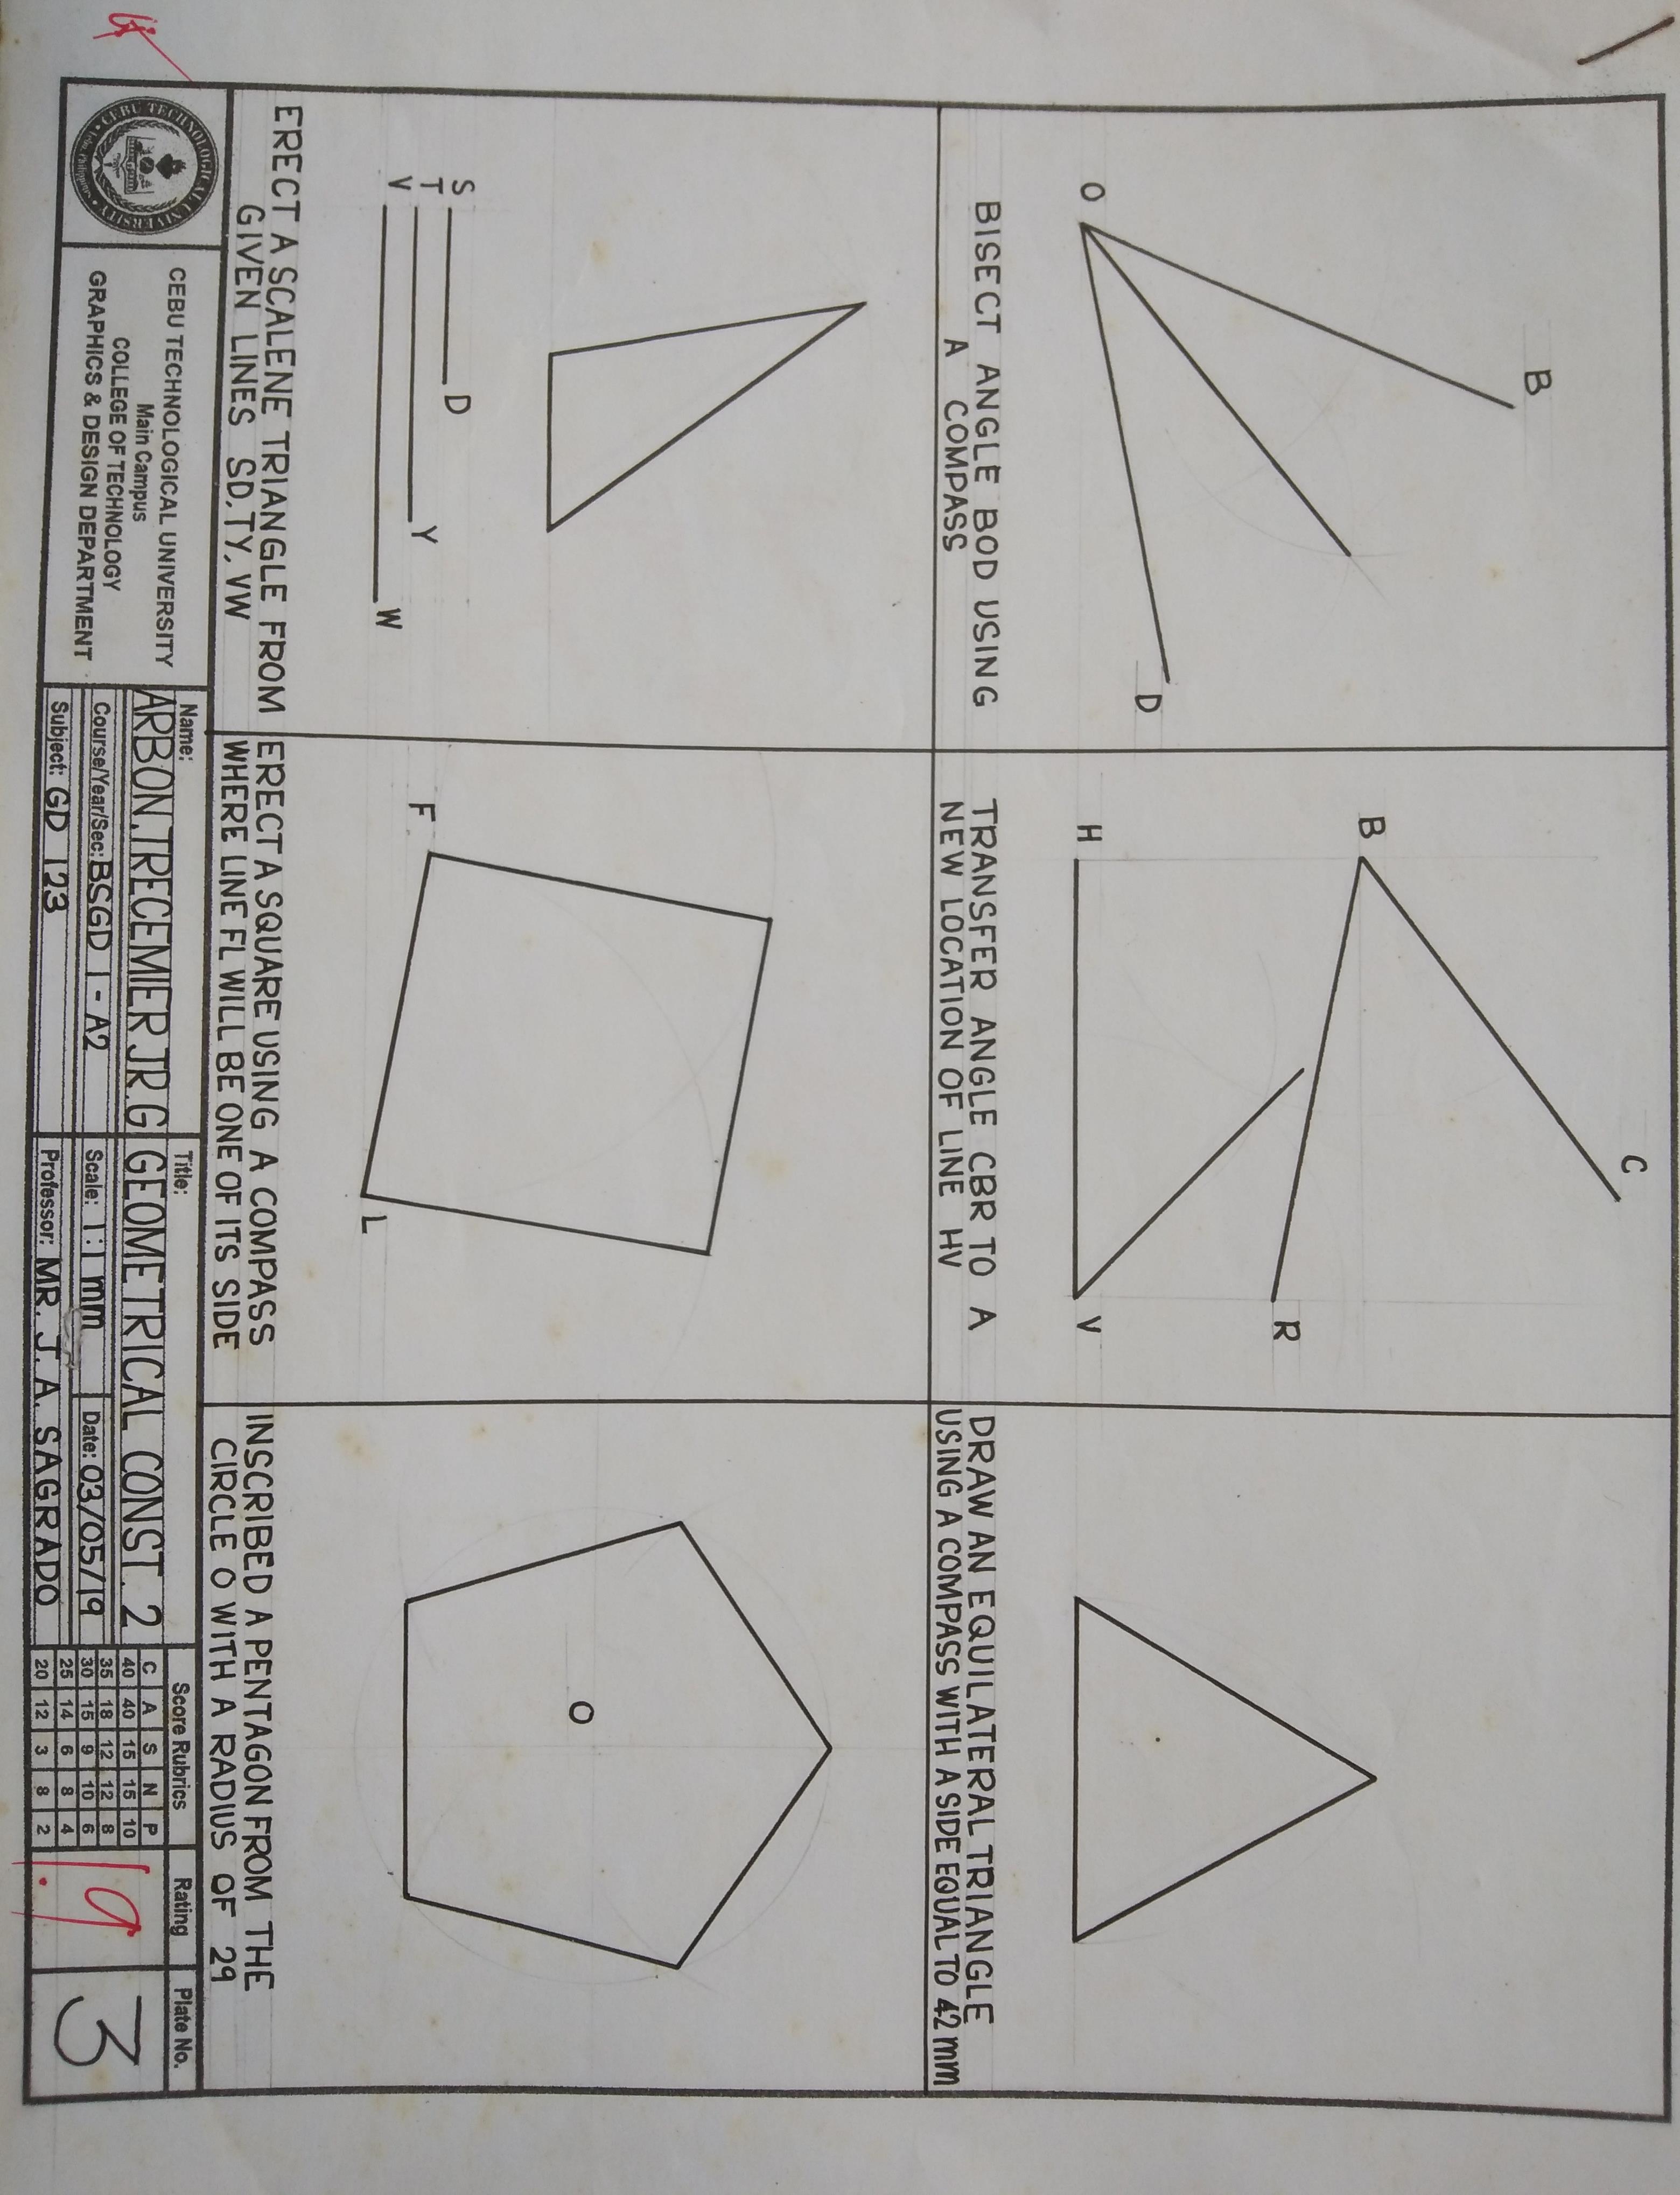 B
O
D
BISECT ANGLE BOD USING
A COMPASS
C
B
R
H
V
TRANSFER ANGLE CBR TO A
NEW LOCATION OF LINE HV
DRAW AN EQUILATERAL TRIANGLE
USING A COMPASS WITH A SIDE EQUAL TO 42mm
S D
T Y
V W
ERECT A SCALENE TRIANGLE FROM
GIVEN LINES SD, TY, VW
F
L
ERECT A SQUARE USING A COMPASS
WHERE LINE FL WILL BE ONE OF ITS SIDE
O
INSCRIBED A PENTAGON FROM THE
CIRCLE O WITH A RADIUS OF 29
CEBU TECHNOLOGICAL UNIVERSITY
CEBU TECHNOLOGICAL UNIVERSITY
Main Campus
COLLEGE OF TECHNOLOGY
GRAPHICS & DESIGN DEPARTMENT
Name:
ARBON, TRECEMIER JR. G
Course/Year/Sec: BSGD 1-A2
Subject: GD 123
Title:
GEOMETRICAL CONST. 2
Scale: 1:1 mm
Date: 03/05/19
Professor: MR. J. A. SAGRADO
Score Rubrics
C A S N P
40 40 15 15 10
35 18 12 12 8
30 15 9 10 6
25 14 6 8 4
20 12 3 8 2
Rating
1.9
Plate No.
3